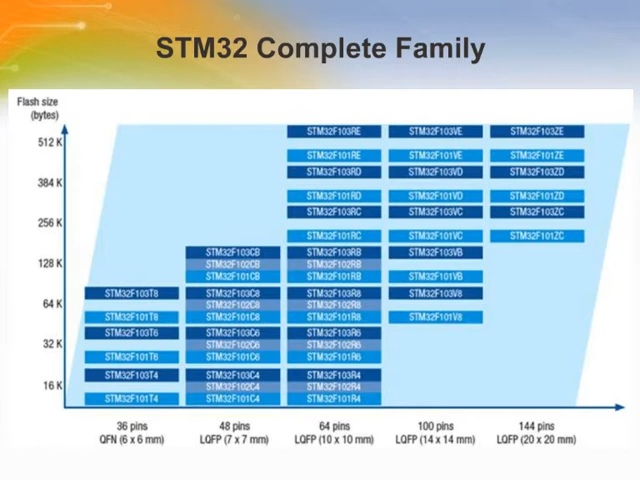 STM32 Complete Family
Flash size
(bytes)
512 K
STM32F103RE STM32F103VE STM32F103ZE
STM32F101RE STM32F101VE STM32F101ZE
384 K
STM32F103RD STM32F103VD STM32F103ZD
STM32F101RD STM32F101VD STM32F101ZD
256 K
STM32F103RC STM32F103VC STM32F103ZC
STM32F101RC STM32F101VC STM32F101ZC
128 K
STM32F103CB STM32F103RB STM32F103VB
STM32F102CB STM32F102RB
STM32F101CB STM32F101RB STM32F101VB
64 K
STM32F103T8 STM32F103C8 STM32F103R8 STM32F103V8
STM32F102C8 STM32F102R8
STM32F101T8 STM32F101C8 STM32F101R8 STM32F101V8
32 K
STM32F103T6 STM32F103C6 STM32F103R6
STM32F102C6 STM32F102R6
STM32F101T6 STM32F101C6 STM32F101R6
16 K
STM32F103T4 STM32F103C4 STM32F103R4
STM32F102C4 STM32F102R4
STM32F101T4 STM32F101C4 STM32F101R4
36 pins 48 pins 64 pins 100 pins 144 pins
QFN (6 x 6 mm) LQFP (7 x 7 mm) LQFP (10 x 10 mm) LQFP (14 x 14 mm) LQFP (20 x 20 mm)